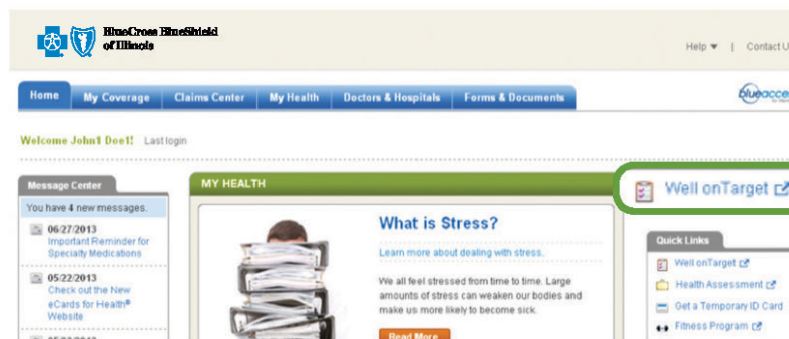 BlueCross BlueShield
of Illinois
Help ▼ | Contact U
Home My Coverage Claims Center My Health Doctors & Hospitals Forms & Documents
blueacce
Welcome John1 Doe1! Last login
Well onTarget
Message Center
You have 4 new messages.
06/27/2013
Important Reminder for
Specialty Medications
05/22/2013
Check out the New
eCards for Health®
Website
MY HEALTH
What is Stress?
Learn more about dealing with stress.
We all feel stressed from time to time. Large
amounts of stress can weaken our bodies and
make us more likely to become sick.
Read More
Quick Links
Well onTarget
Health Assessment
Get a Temporary ID Card
Fitness Program